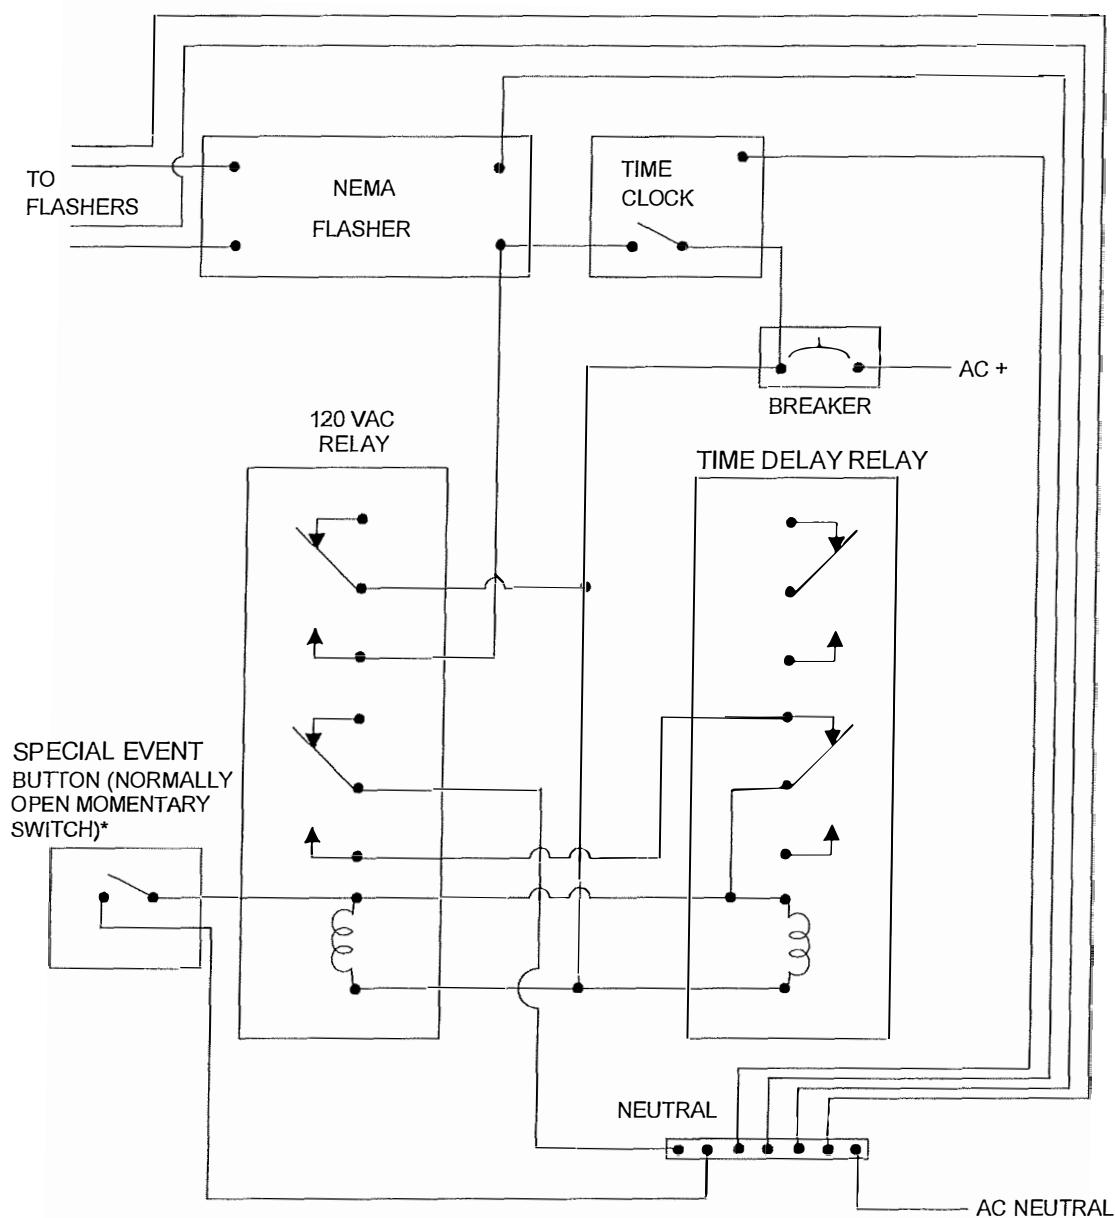 TO
FLASHERS
NEMA
FLASHER
TIME
CLOCK
AC +
BREAKER
120 VAC
RELAY
TIME DELAY RELAY
SPECIAL EVENT
BUTTON (NORMALLY
OPEN MOMENTARY
SWITCH)*
NEUTRAL
AC NEUTRAL